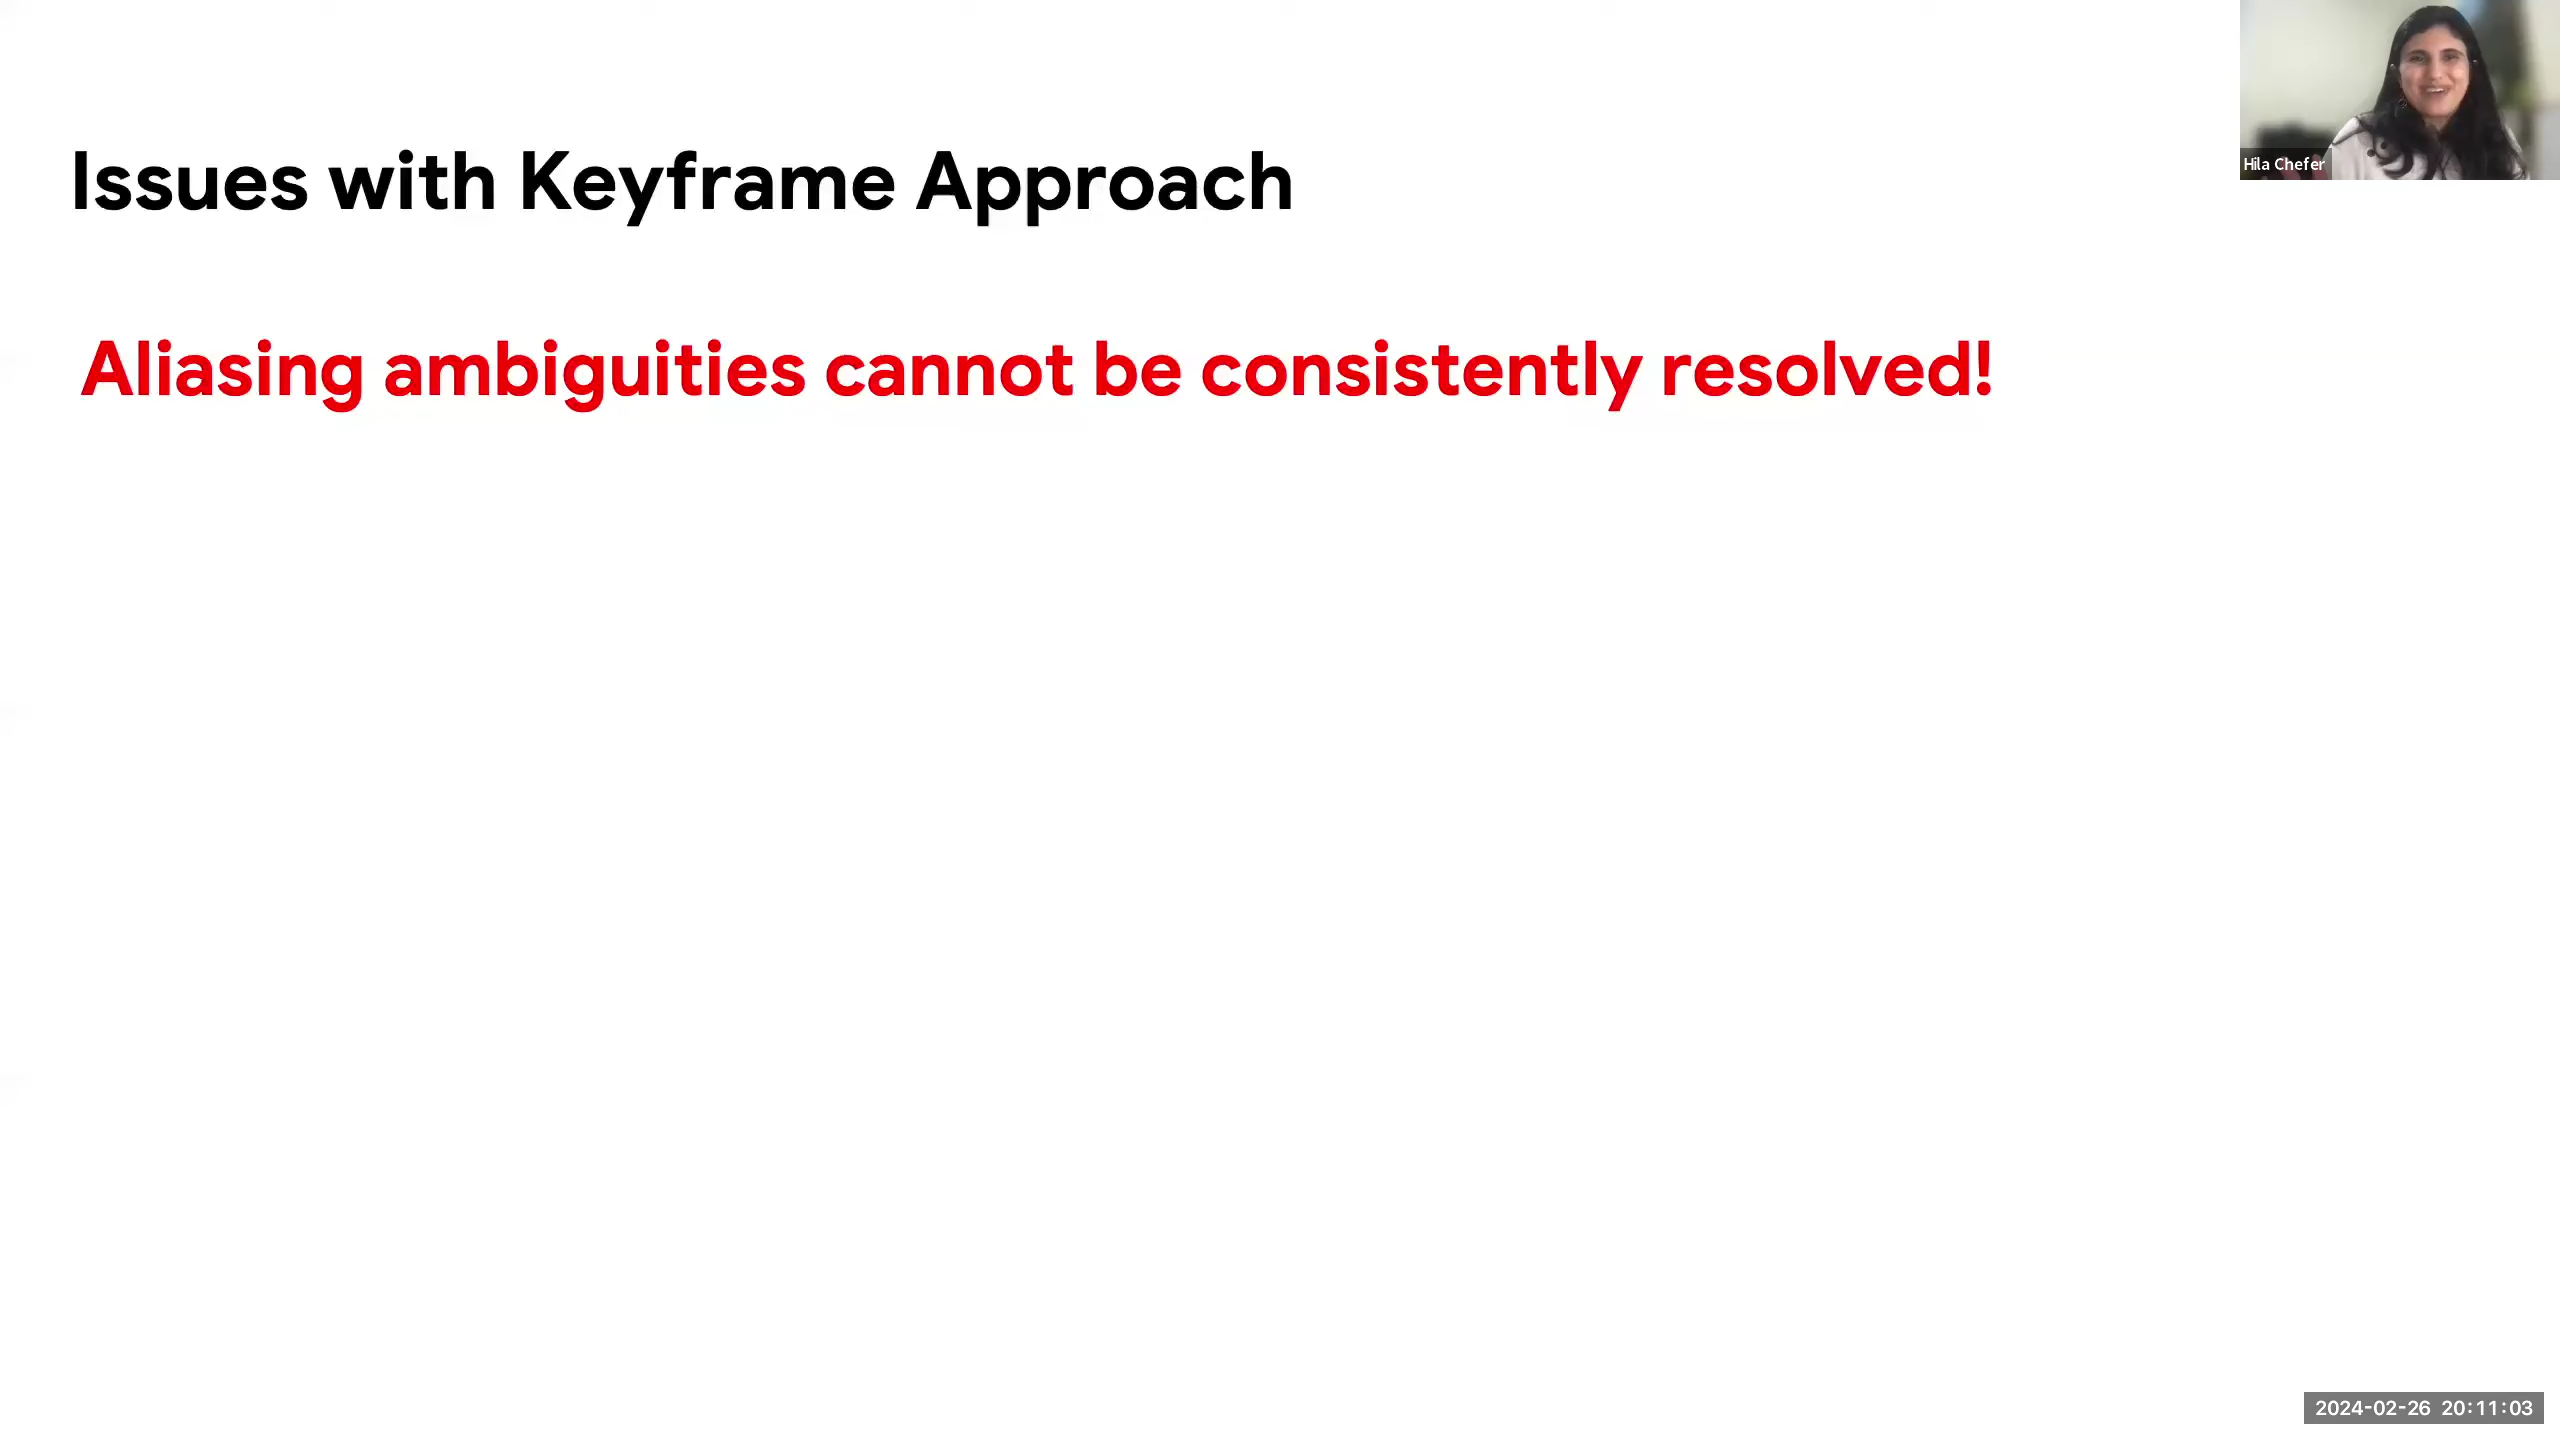 Issues with Keyframe Approach
Hila Chefer
Aliasing ambiguities cannot be consistently resolved!
2024-02-26 20:11:03